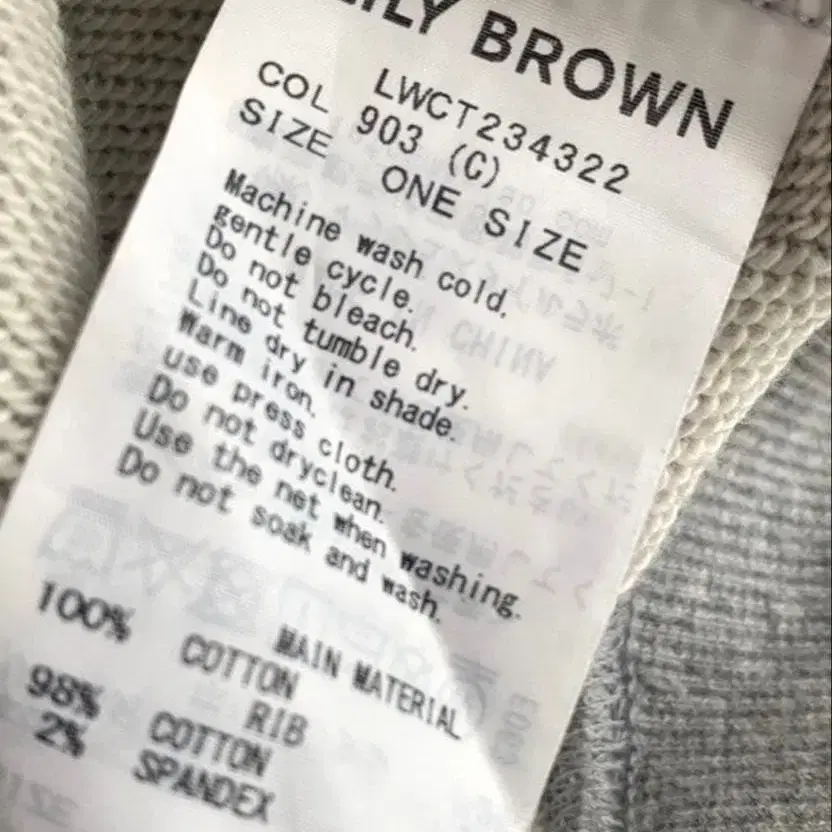 LILY BROWN
LWCT234322
COL 903 (C)
SIZE ONE SIZE
Machine wash cold.
gentle cycle.
Do not bleach.
Do not tumble dry.
Line dry in shade.
Warm iron.
use press cloth.
Do not dryclean.
Use the net when washing.
Do not soak and wash.
MAIN MATERIAL
100% COTTON
RIB
98% COTTON
2% SPANDEX